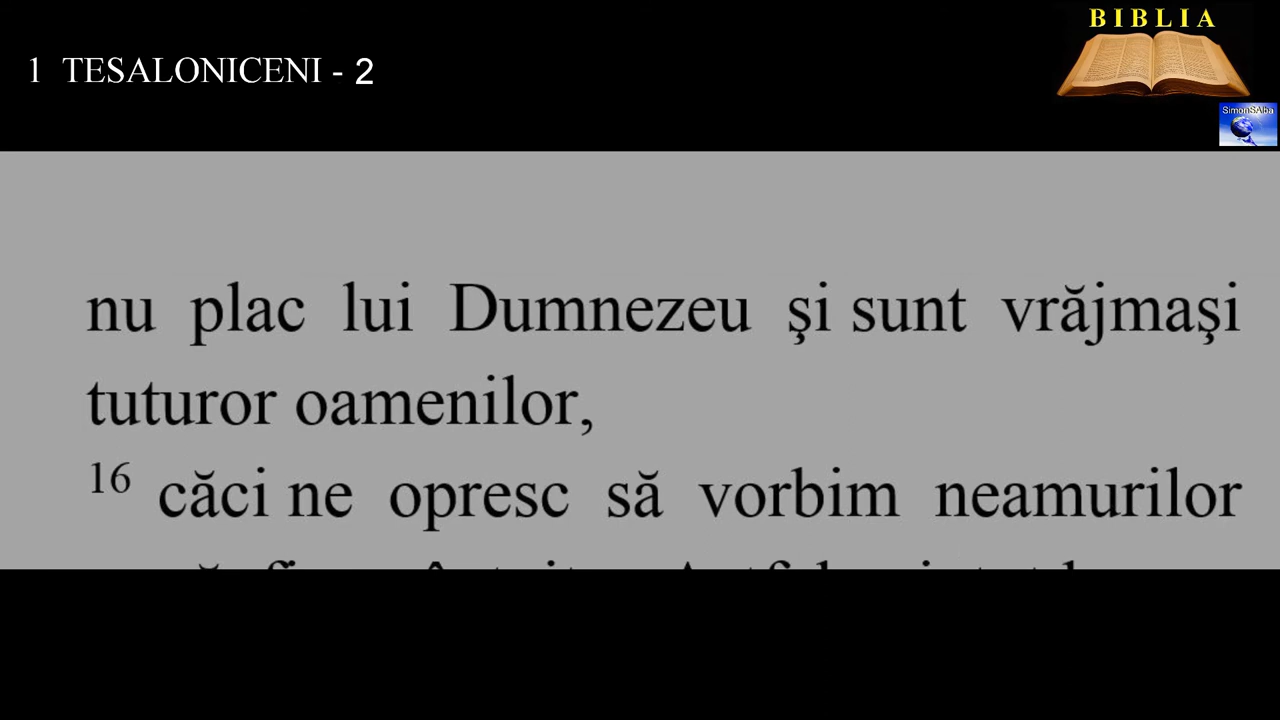 BIBLIA
1 TESALONICENI - 2
SimonSAlba
nu plac lui Dumnezeu şi sunt vrăjmaşi
tuturor oamenilor,
16 căci ne opresc să vorbim neamurilor